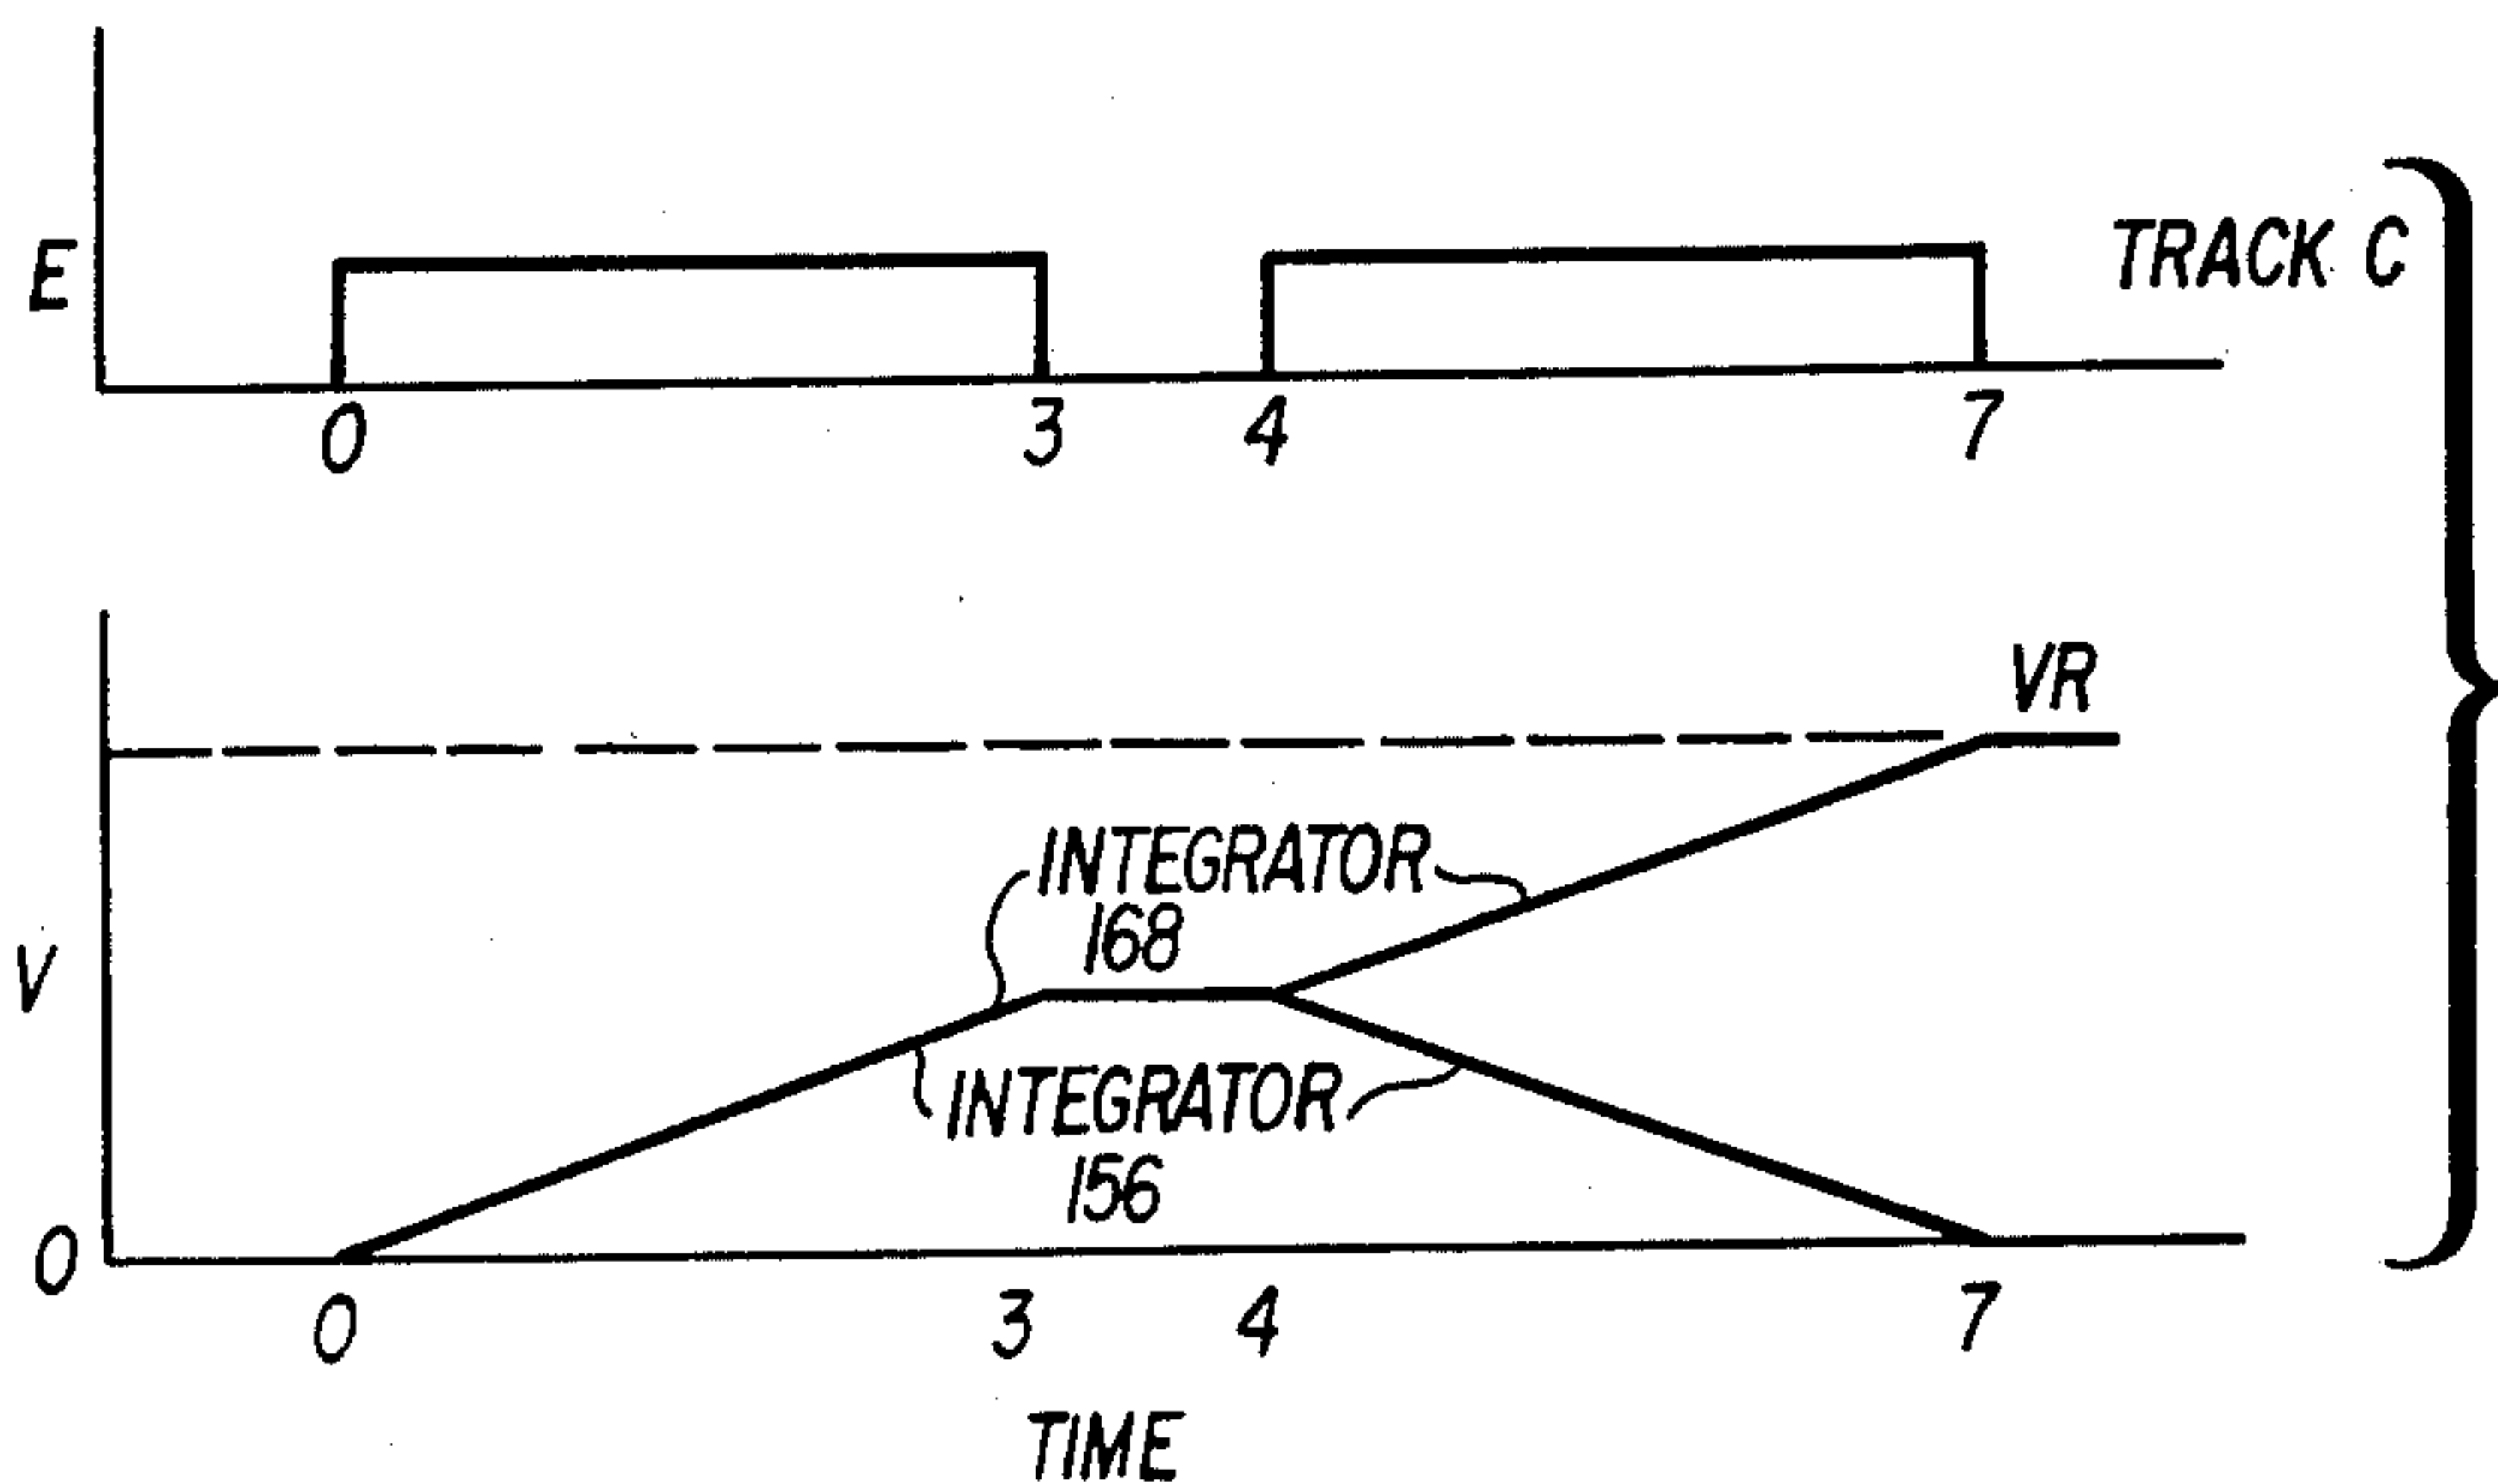 E
TRACK C
0 3 4 7
VR
INTEGRATOR
168
V
INTEGRATOR
156
0
0 3 4 7
TIME